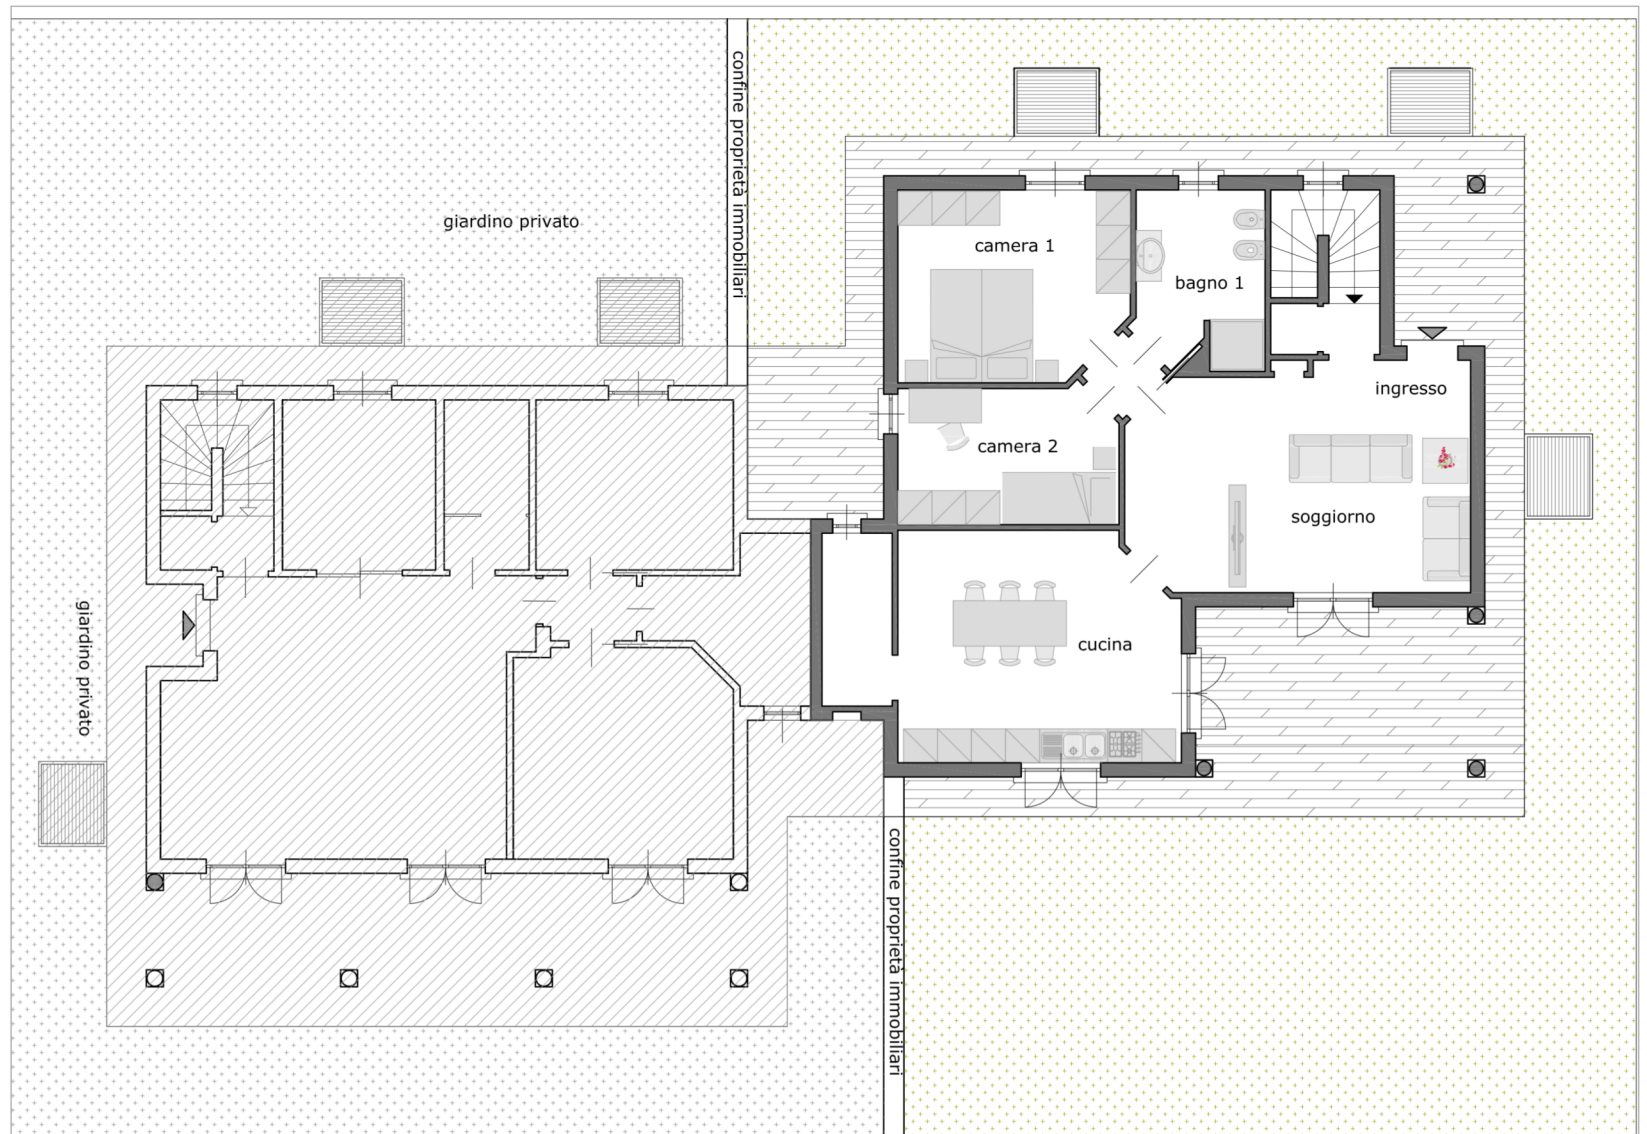 confine proprietà immobiliari
giardino privato
camera 1
bagno 1
ingresso
camera 2
soggiorno
giardino privato
cucina
confine proprietà immobiliari